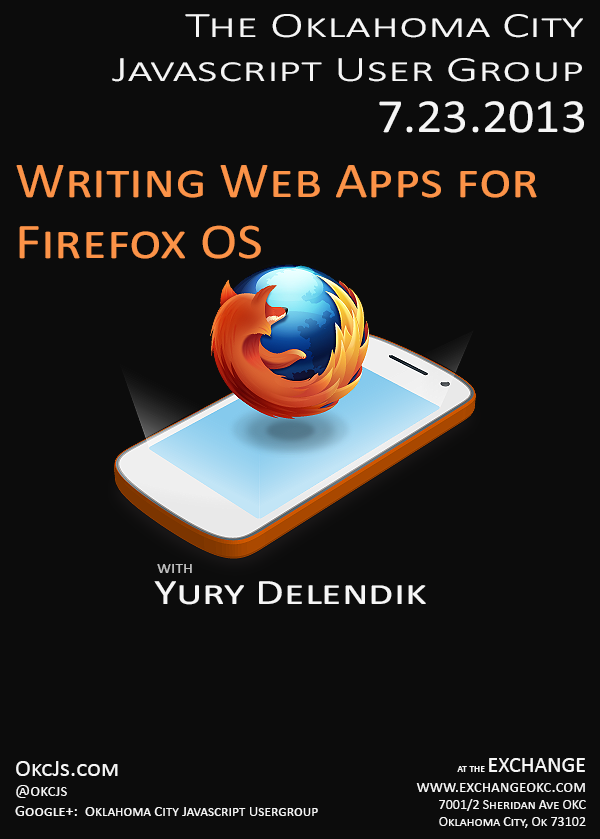 The Oklahoma City
Javascript User Group
7.23.2013
Writing Web Apps for
Firefox OS
with
Yury Delendik
OkcJs.com
@okcjs
Google+: Oklahoma City Javascript Usergroup
at the EXCHANGE
www.exchangeokc.com
7001/2 Sheridan Ave OKC
Oklahoma City, Ok 73102